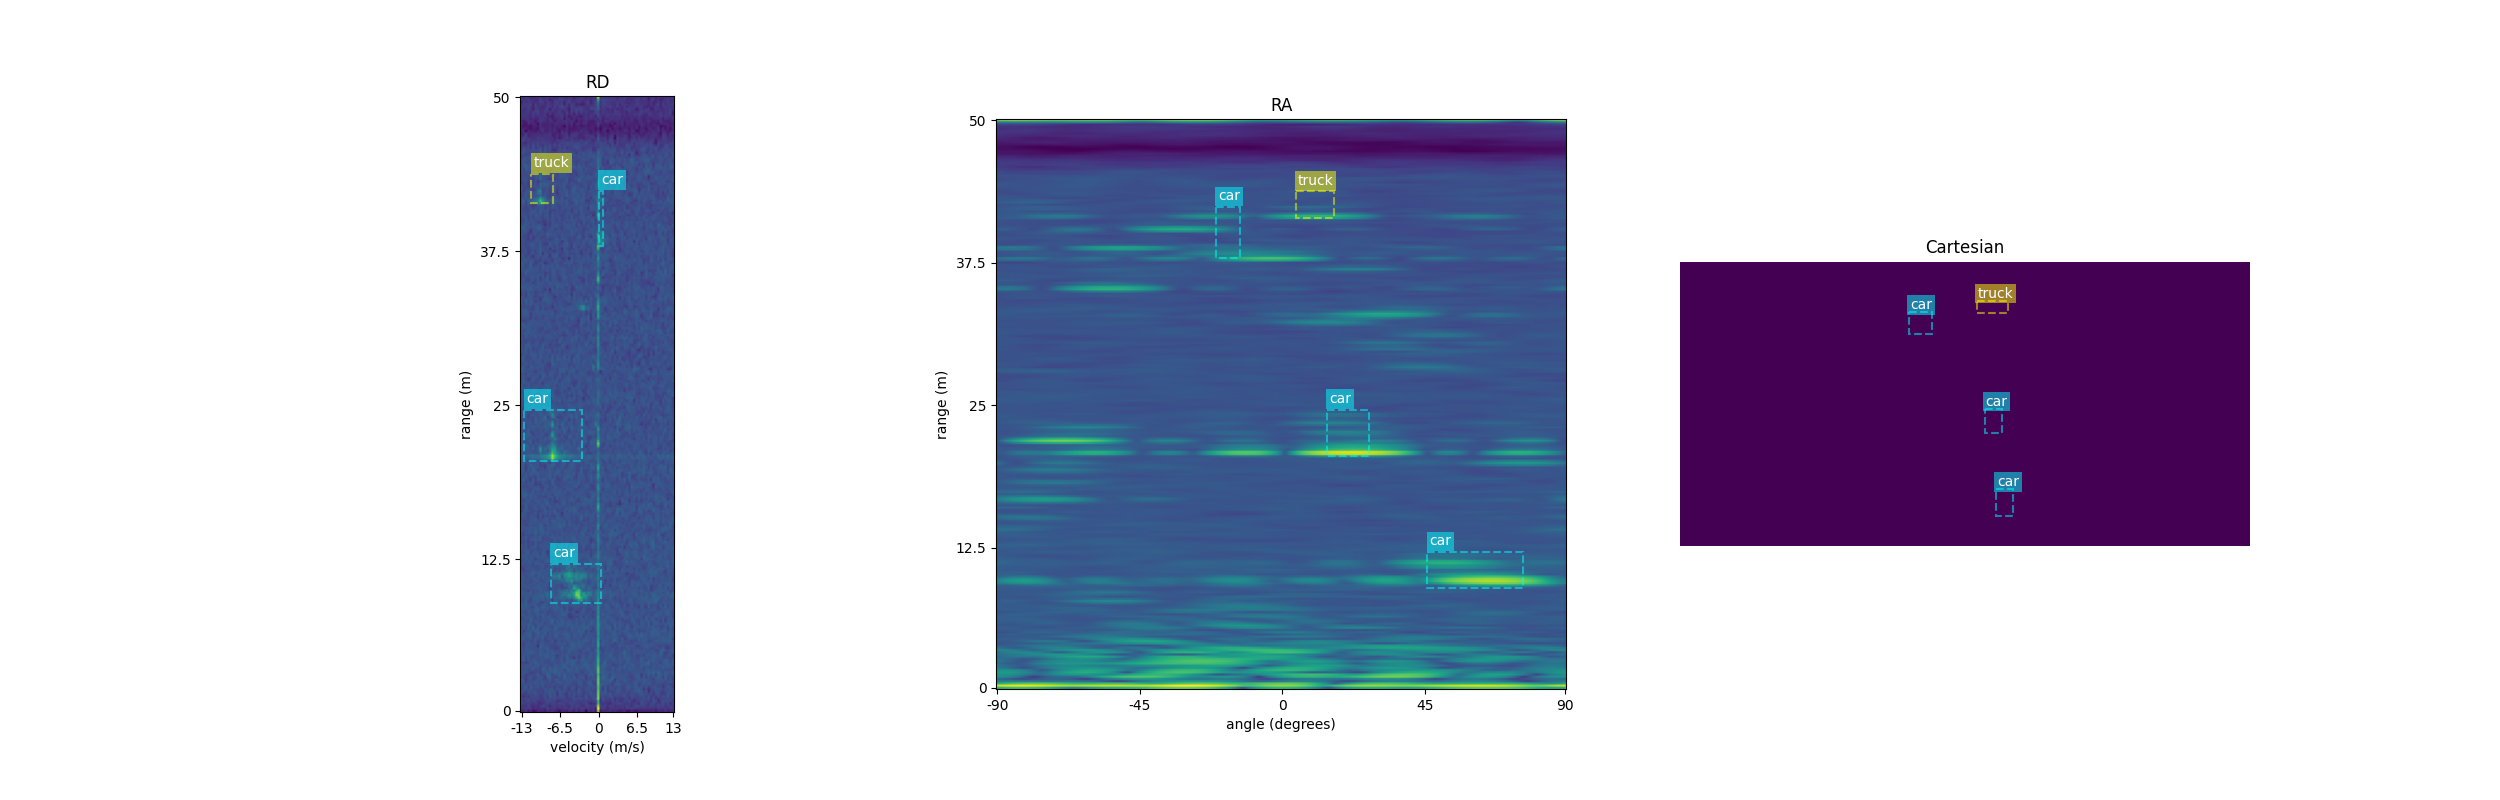 RD
50
37.5
25
12.5
0
range (m)
-13 -6.5 0 6.5 13
velocity (m/s)
truck
car
car
car
RA
50
37.5
25
12.5
0
range (m)
-90 -45 0 45 90
angle (degrees)
truck
car
car
car
Cartesian
truck
car
car
car